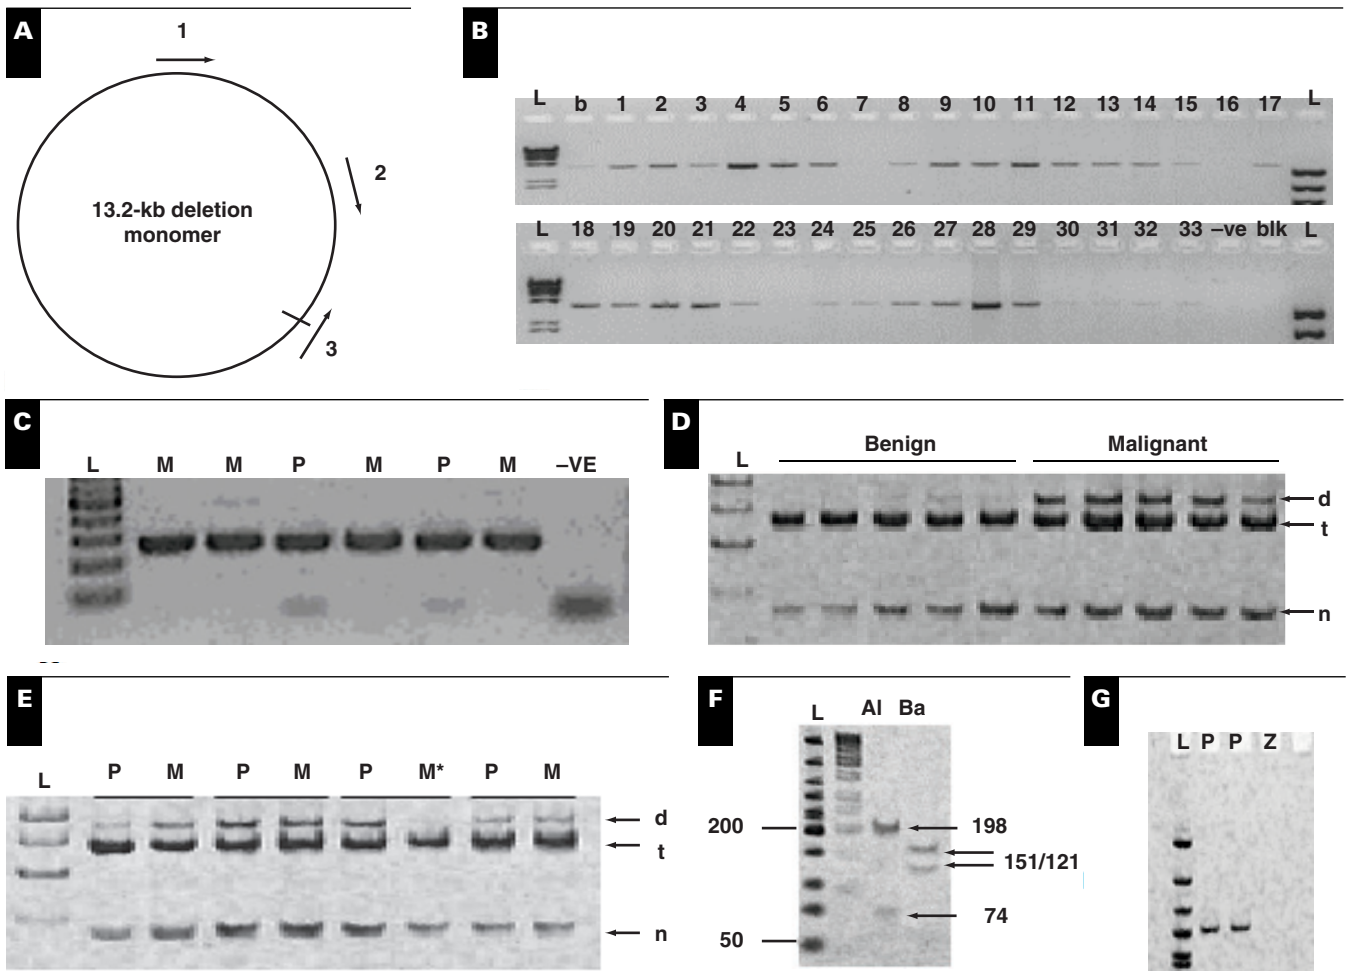 A
1
2
13.2-kb deletion
monomer
3
B
L b 1 2 3 4 5 6 7 8 9 10 11 12 13 14 15 16 17 L
L 18 19 20 21 22 23 24 25 26 27 28 29 30 31 32 33 –ve blk L
C
L M M P M P M –VE
D
Benign Malignant
L
d
t
n
E
L P M P M P M* P M
d
t
n
F
L Al Ba
200 198
151/121
74
50
G
L P P Z